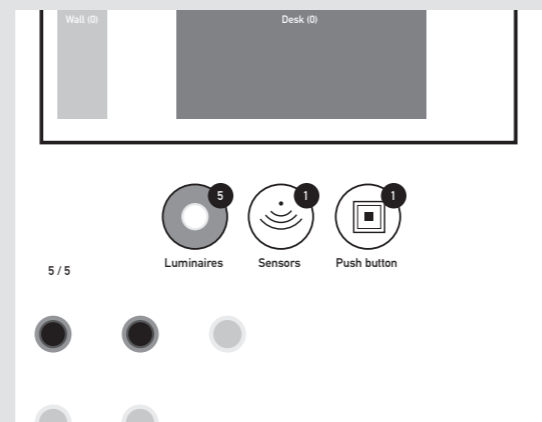 Wall (0)
Desk (0)
5
1
1
Luminaires
Sensors
Push button
5 / 5